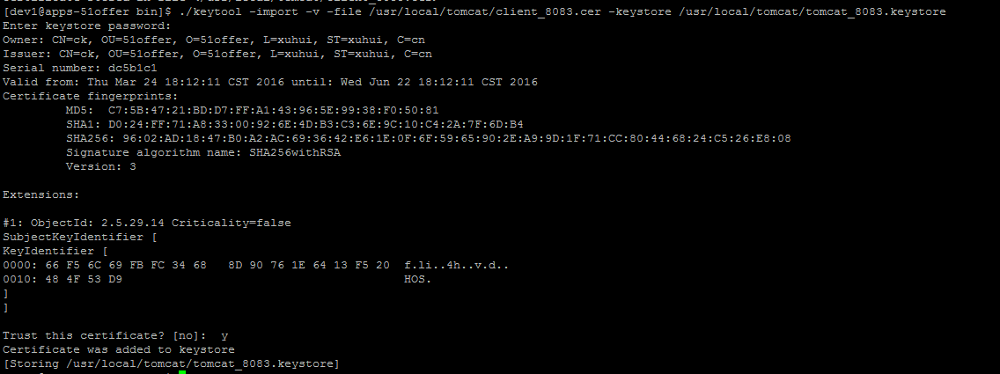 [dev1@apps-51offer bin]$ ./keytool -import -v -file /usr/local/tomcat/client_8083.cer -keystore /usr/local/tomcat/tomcat_8083.keystore
Enter keystore password:
Owner: CN=ck, OU=51offer, O=51offer, L=xuhui, ST=xuhui, C=cn
Issuer: CN=ck, OU=51offer, O=51offer, L=xuhui, ST=xuhui, C=cn
Serial number: dc5b1c1
Valid from: Thu Mar 24 18:12:11 CST 2016 until: Wed Jun 22 18:12:11 CST 2016
Certificate fingerprints:
MD5:  C7:5B:47:21:BD:D7:FF:A1:43:96:5E:99:38:F0:50:81
SHA1: D0:24:FF:71:A8:33:00:92:6E:4D:B3:C3:6E:9C:10:C4:2A:7F:6D:B4
SHA256: 96:02:AD:18:47:B0:A2:AC:69:36:42:E6:1E:0F:6F:59:65:90:2E:A9:9D:1F:71:CC:80:44:68:24:C5:26:E8:08
Signature algorithm name: SHA256withRSA
Version: 3
Extensions:
#1: ObjectId: 2.5.29.14 Criticality=false
SubjectKeyIdentifier [
KeyIdentifier [
0000: 66 F5 6C 69 FB FC 34 68   8D 90 76 1E 64 13 F5 20  f.li..4h..v.d..
0010: 48 4F 53 D9                                        HOS.
]
]
Trust this certificate? [no]:  y
Certificate was added to keystore
[Storing /usr/local/tomcat/tomcat_8083.keystore]